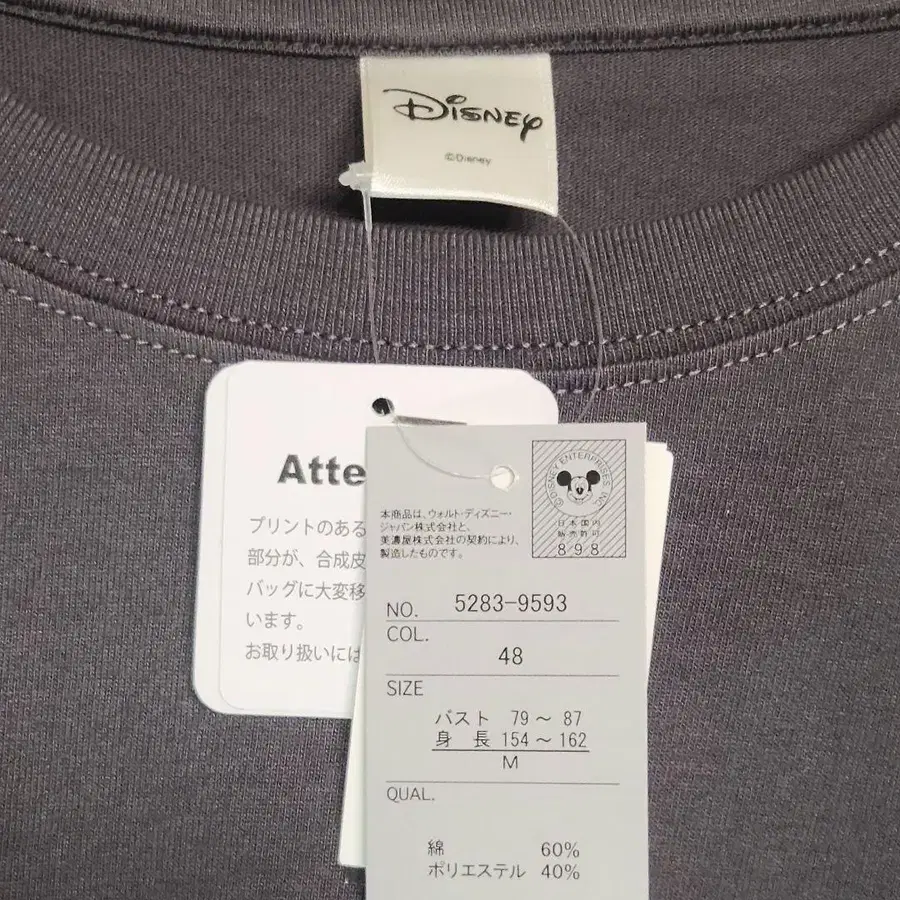 Disney
©Disney
Atte
プリントのある
部分が、合成皮
バッグに大変移
います。
お取り扱いには
本商品は、ウォルト・ディズニー・
ジャパン株式会社と、
美濃屋株式会社の契約により、
製造したものです。
©DISNEY ENTERPRISES, INC.
日本国内
販売許可
898
NO. 5283-9593
COL.
48
SIZE
バスト 79～ 87
身 長 154～162
M
QUAL.
綿 60%
ポリエステル 40%